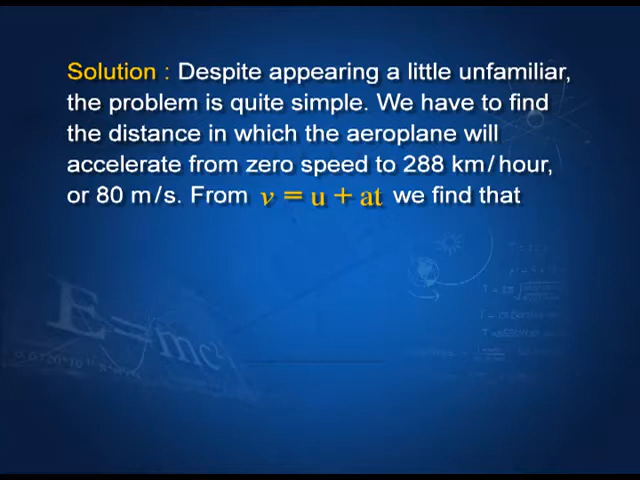 Solution : Despite appearing a little unfamiliar,
the problem is quite simple. We have to find
the distance in which the aeroplane will
accelerate from zero speed to 288 km/hour,
or 80 m/s. From v = u + at we find that
E=mc²